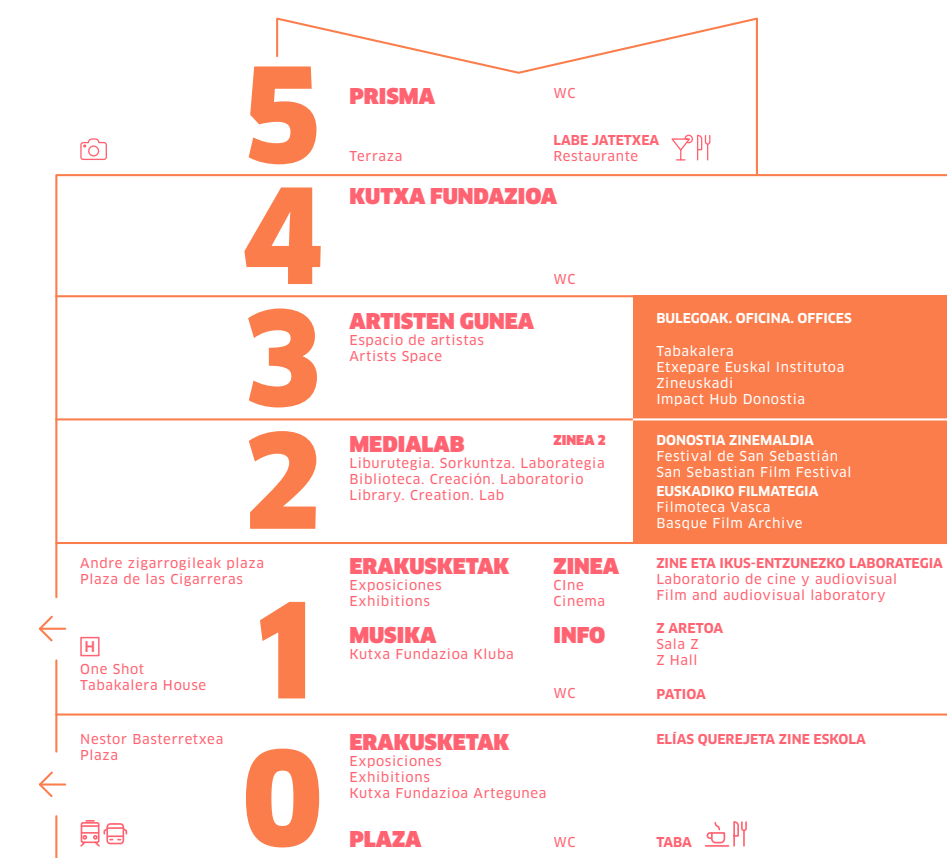 5
PRISMA
WC
Terraza
LABE JATETXEA
Restaurante
4
KUTXA FUNDAZIOA
WC
3
ARTISTEN GUNEA
Espacio de artistas
Artists Space
BULEGOAK. OFICINA. OFFICES
Tabakalera
Etxepare Euskal Institutoa
Zineuskadi
Impact Hub Donostia
2
MEDIALAB
Liburutegia. Sorkuntza. Laborategia
Biblioteca. Creación. Laboratorio
Library. Creation. Lab
ZINEA 2
DONOSTIA ZINEMALDIA
Festival de San Sebastián
San Sebastian Film Festival
EUSKADIKO FILMATEGIA
Filmoteca Vasca
Basque Film Archive
Andre zigarrogileak plaza
Plaza de las Cigarreras
H
One Shot
Tabakalera House
1
ERAKUSKETAK
Exposiciones
Exhibitions
MUSIKA
Kutxa Fundazioa Kluba
ZINEA
CIne
Cinema
INFO
WC
ZINE ETA IKUS-ENTZUNEZKO LABORATEGIA
Laboratorio de cine y audiovisual
Film and audiovisual laboratory
Z ARETOA
Sala Z
Z Hall
PATIOA
Nestor Basterretxea
Plaza
0
ERAKUSKETAK
Exposiciones
Exhibitions
Kutxa Fundazioa Artegunea
PLAZA
WC
ELÍAS QUEREJETA ZINE ESKOLA
TABA